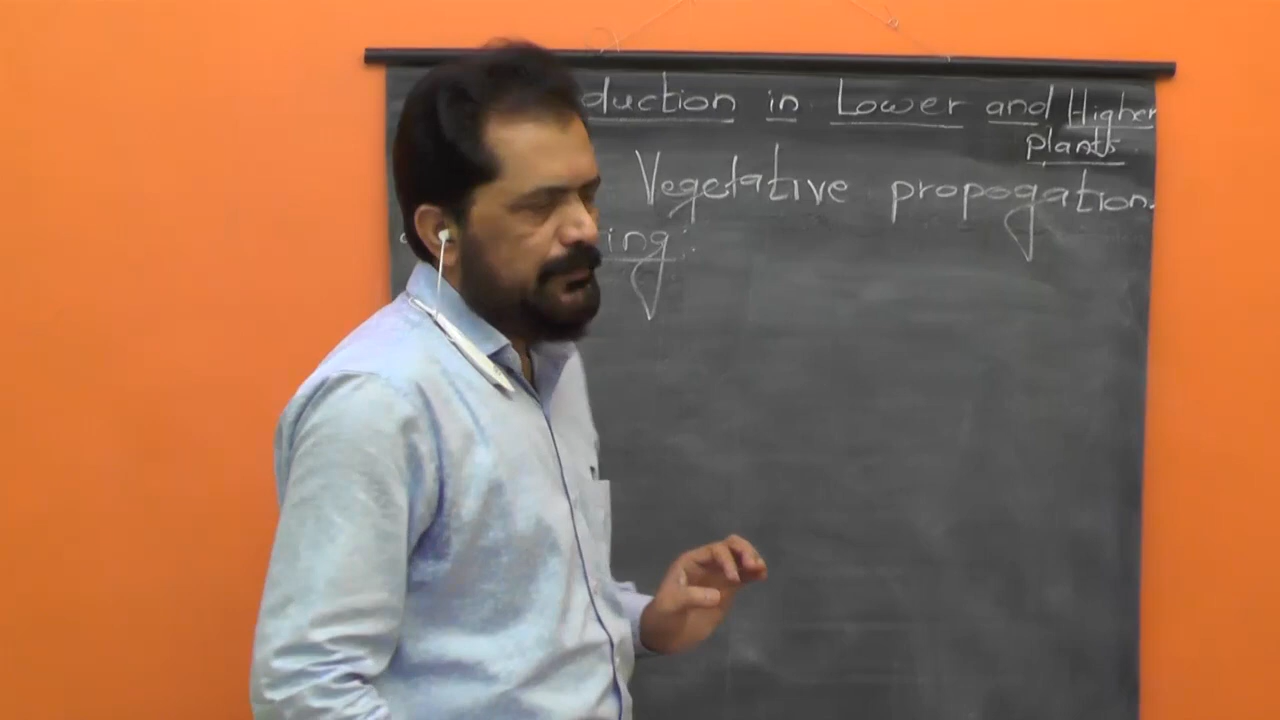 duction in Lower and Higher
plants.
Vegetative propogation.
ing: